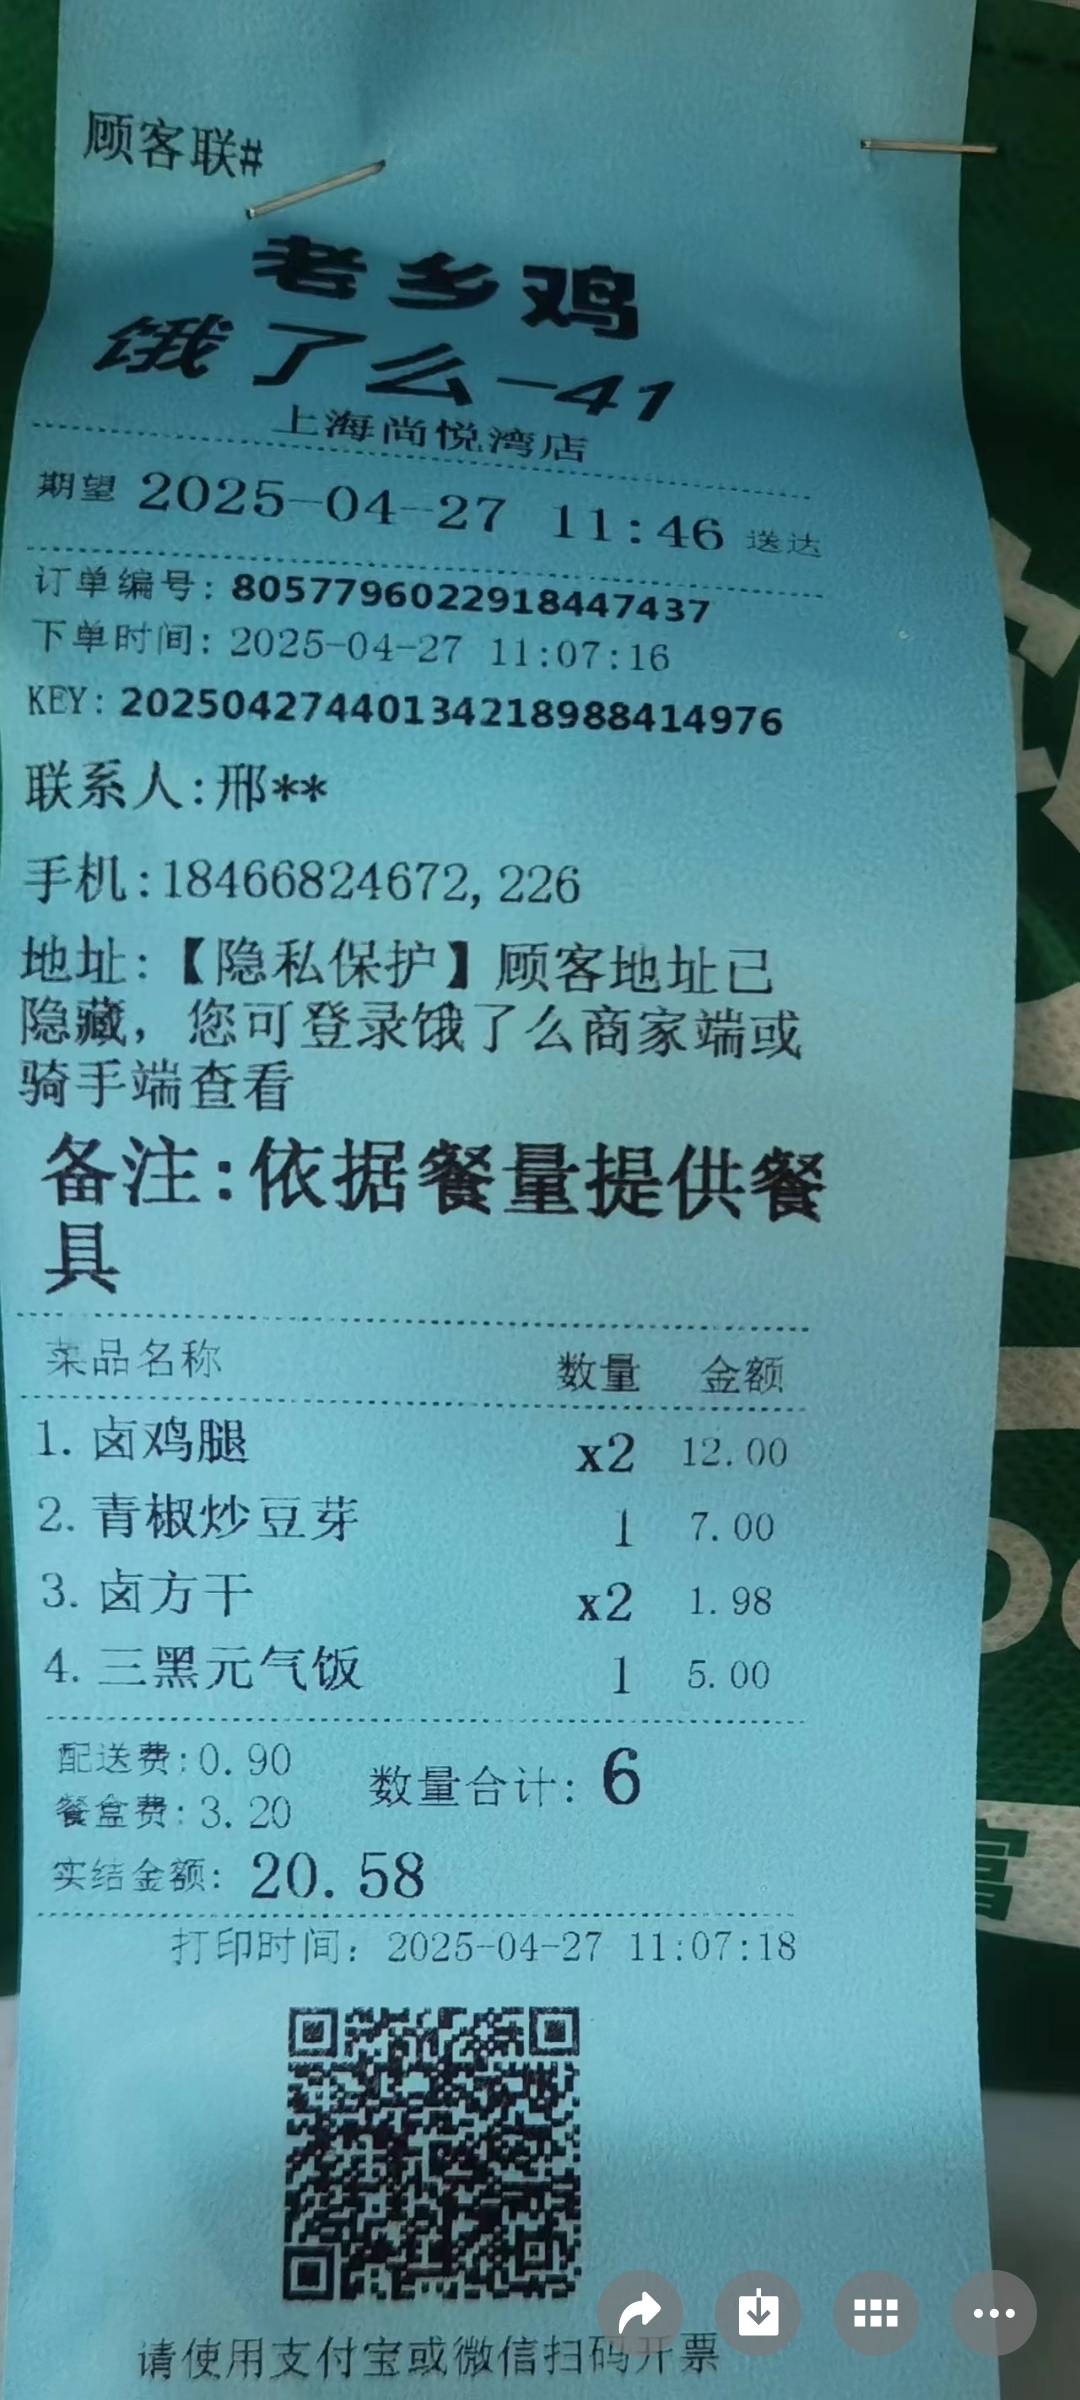 顾客联#
老乡鸡
饿了么-41
上海尚悦湾店
期望 2025-04-27 11:46 送达
订单编号: 8057796022918447437
下单时间: 2025-04-27 11:07:16
KEY: 20250427440134218988414976
联系人:邢**
手机:18466824672,226
地址:【隐私保护】顾客地址已
隐藏，您可登录饿了么商家端或
骑手端查看
备注:依据餐量提供餐
具
菜品名称 数量 金额
1. 卤鸡腿 x2 12.00
2. 青椒炒豆芽 1 7.00
3. 卤方干 x2 1.98
4. 三黑元气饭 1 5.00
配送费:0.90
餐盒费:3.20
数量合计: 6
实结金额: 20.58
打印时间: 2025-04-27 11:07:18
请使用支付宝或微信扫码开票
富